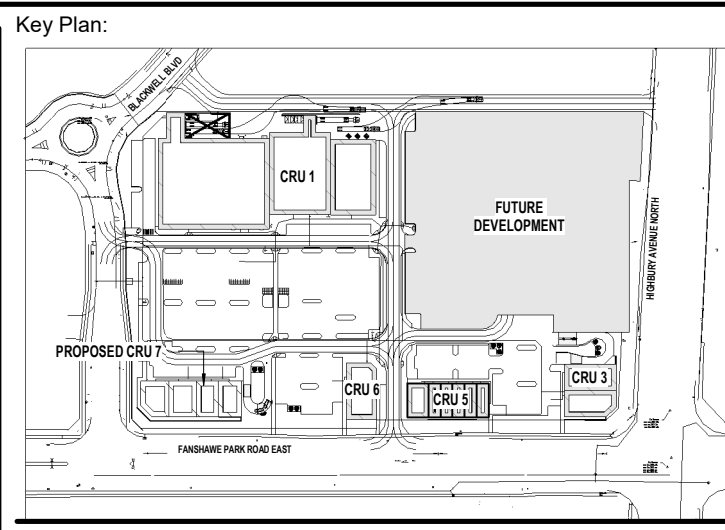 Key Plan:
BLACKWELL BLVD
CRU 1
FUTURE
DEVELOPMENT
HIGHBURY AVENUE NORTH
PROPOSED CRU 7
CRU 6
CRU 5
CRU 3
FANSHAWE PARK ROAD EAST